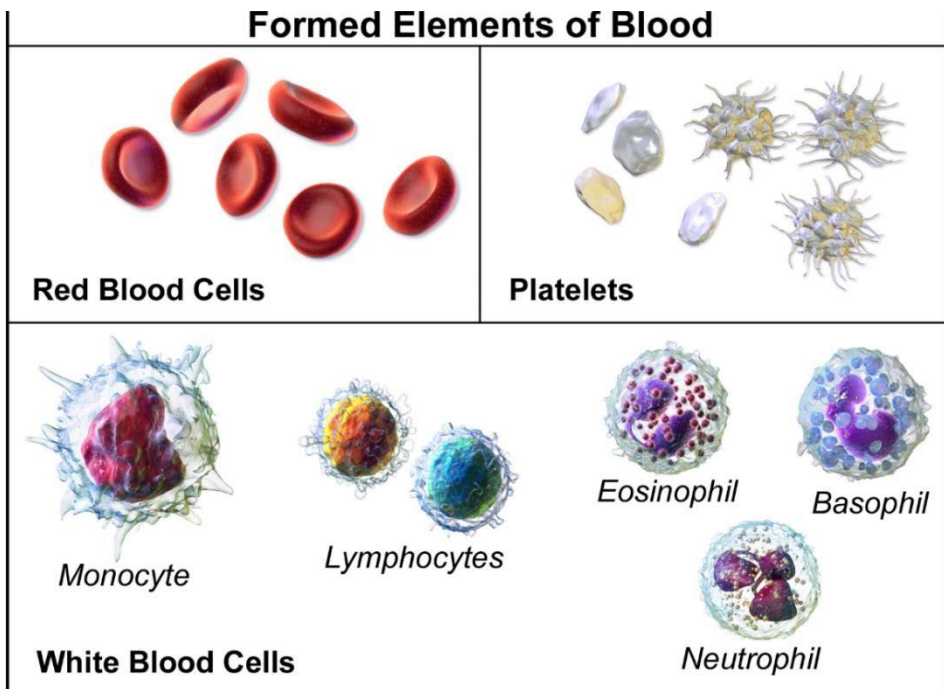 Formed Elements of Blood
Red Blood Cells
Platelets
Monocyte
Lymphocytes
Eosinophil
Basophil
Neutrophil
White Blood Cells